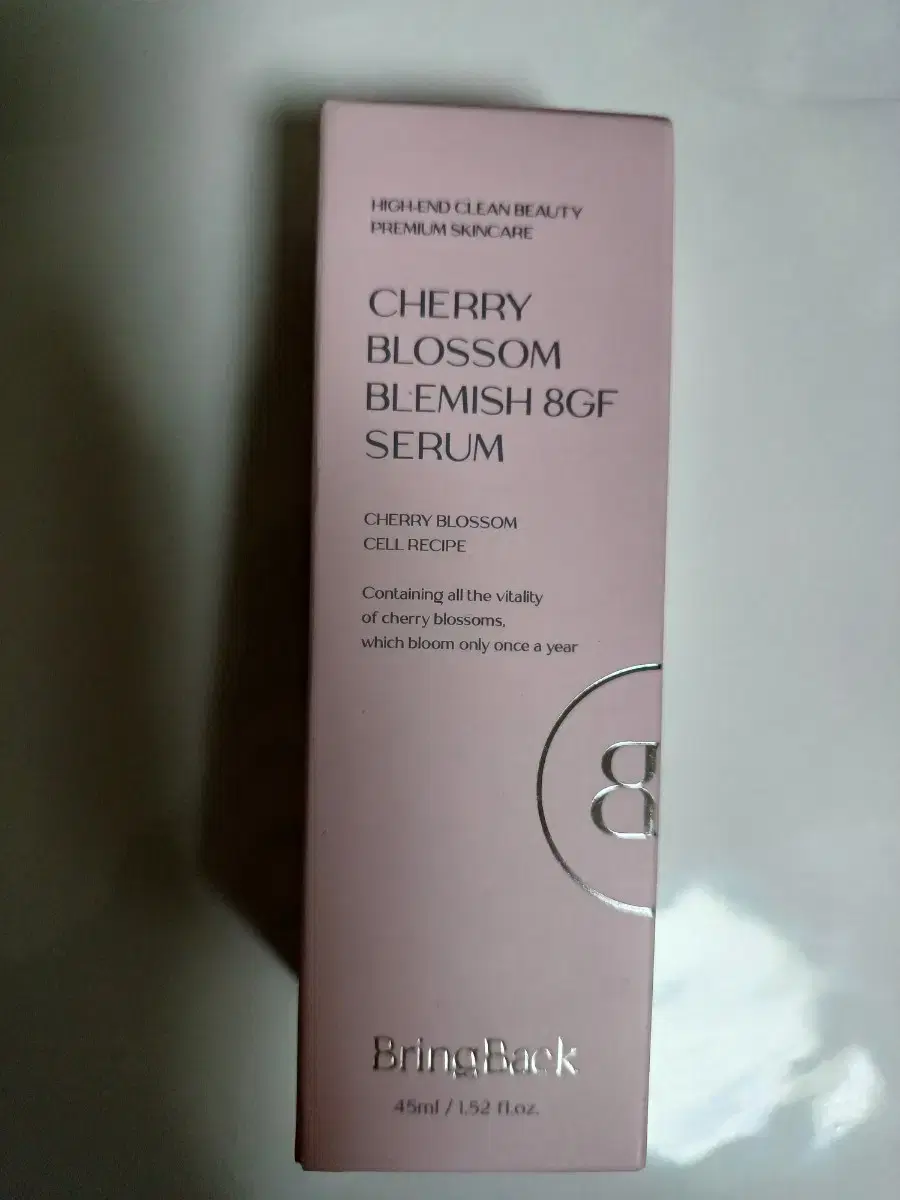 HIGH-END CLEAN BEAUTY
PREMIUM SKINCARE
CHERRY
BLOSSOM
BLEMISH 8GF
SERUM
CHERRY BLOSSOM
CELL RECIPE
Containing all the vitality
of cherry blossoms,
which bloom only once a year
BringBack
45ml / 1.52 fl.oz.